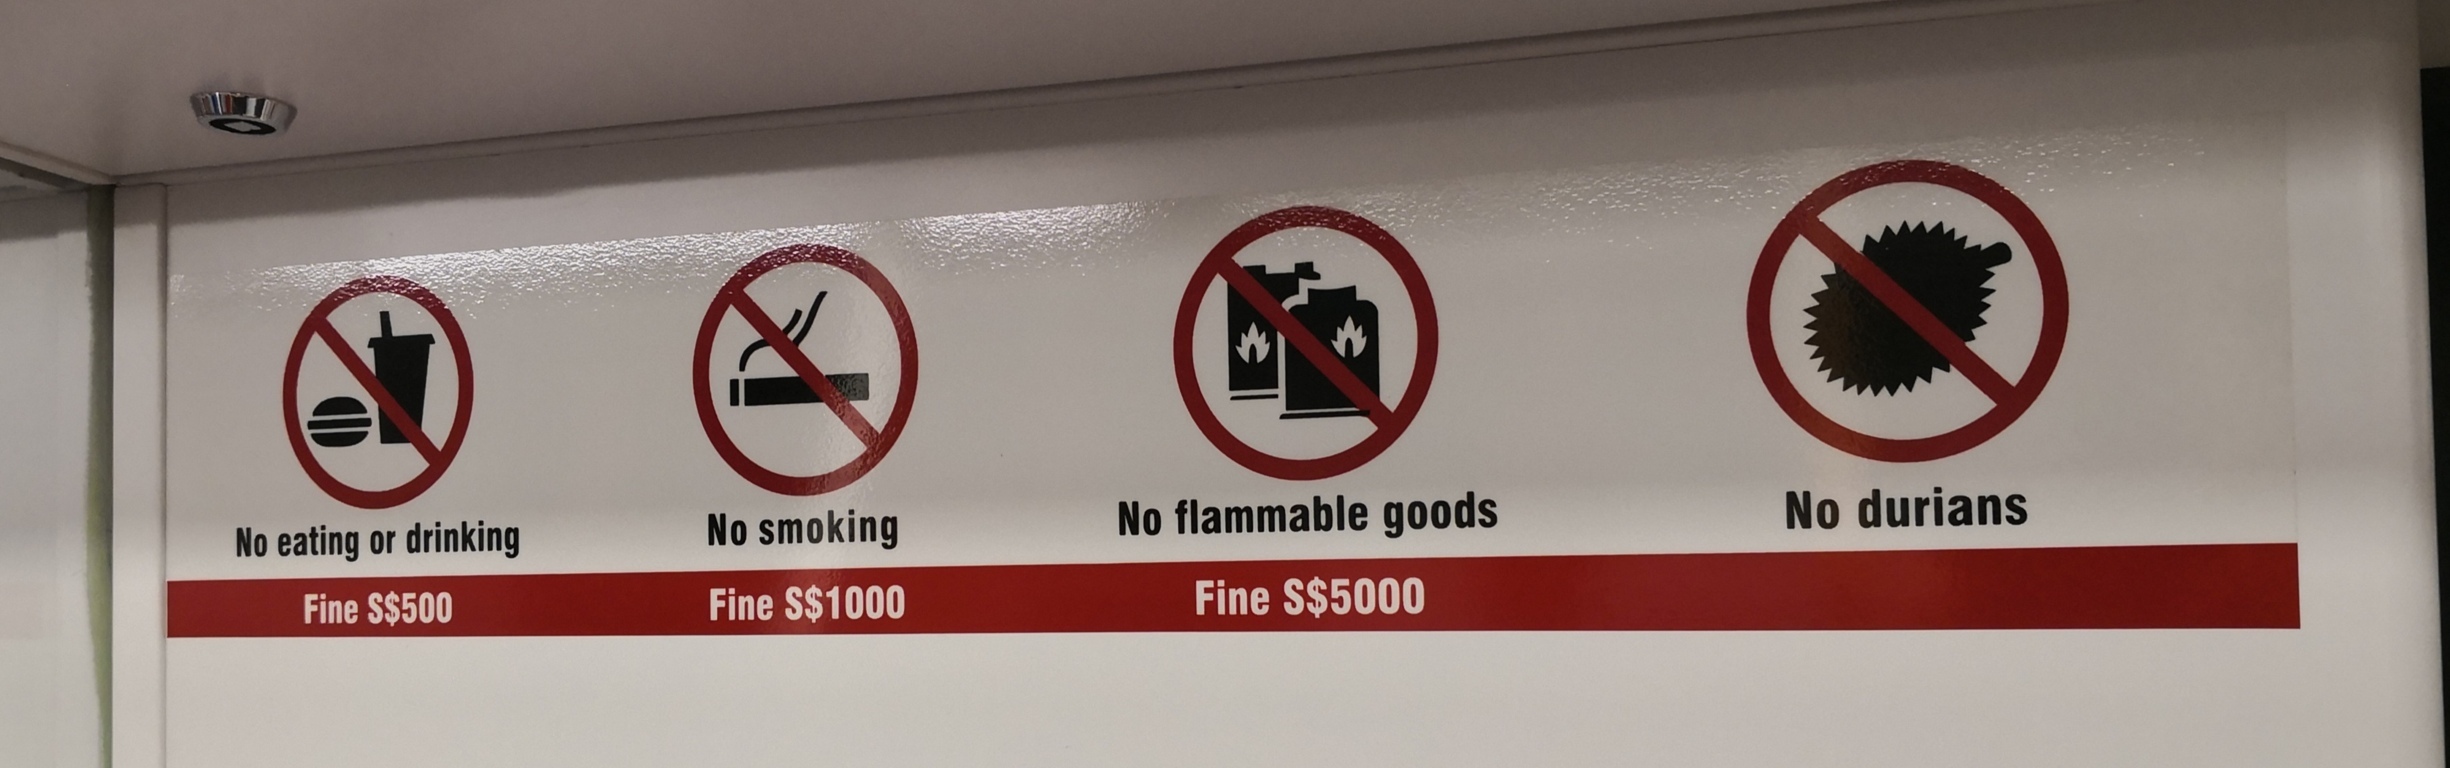 No eating or drinking
Fine S$500
No smoking
Fine S$1000
No flammable goods
Fine S$5000
No durians